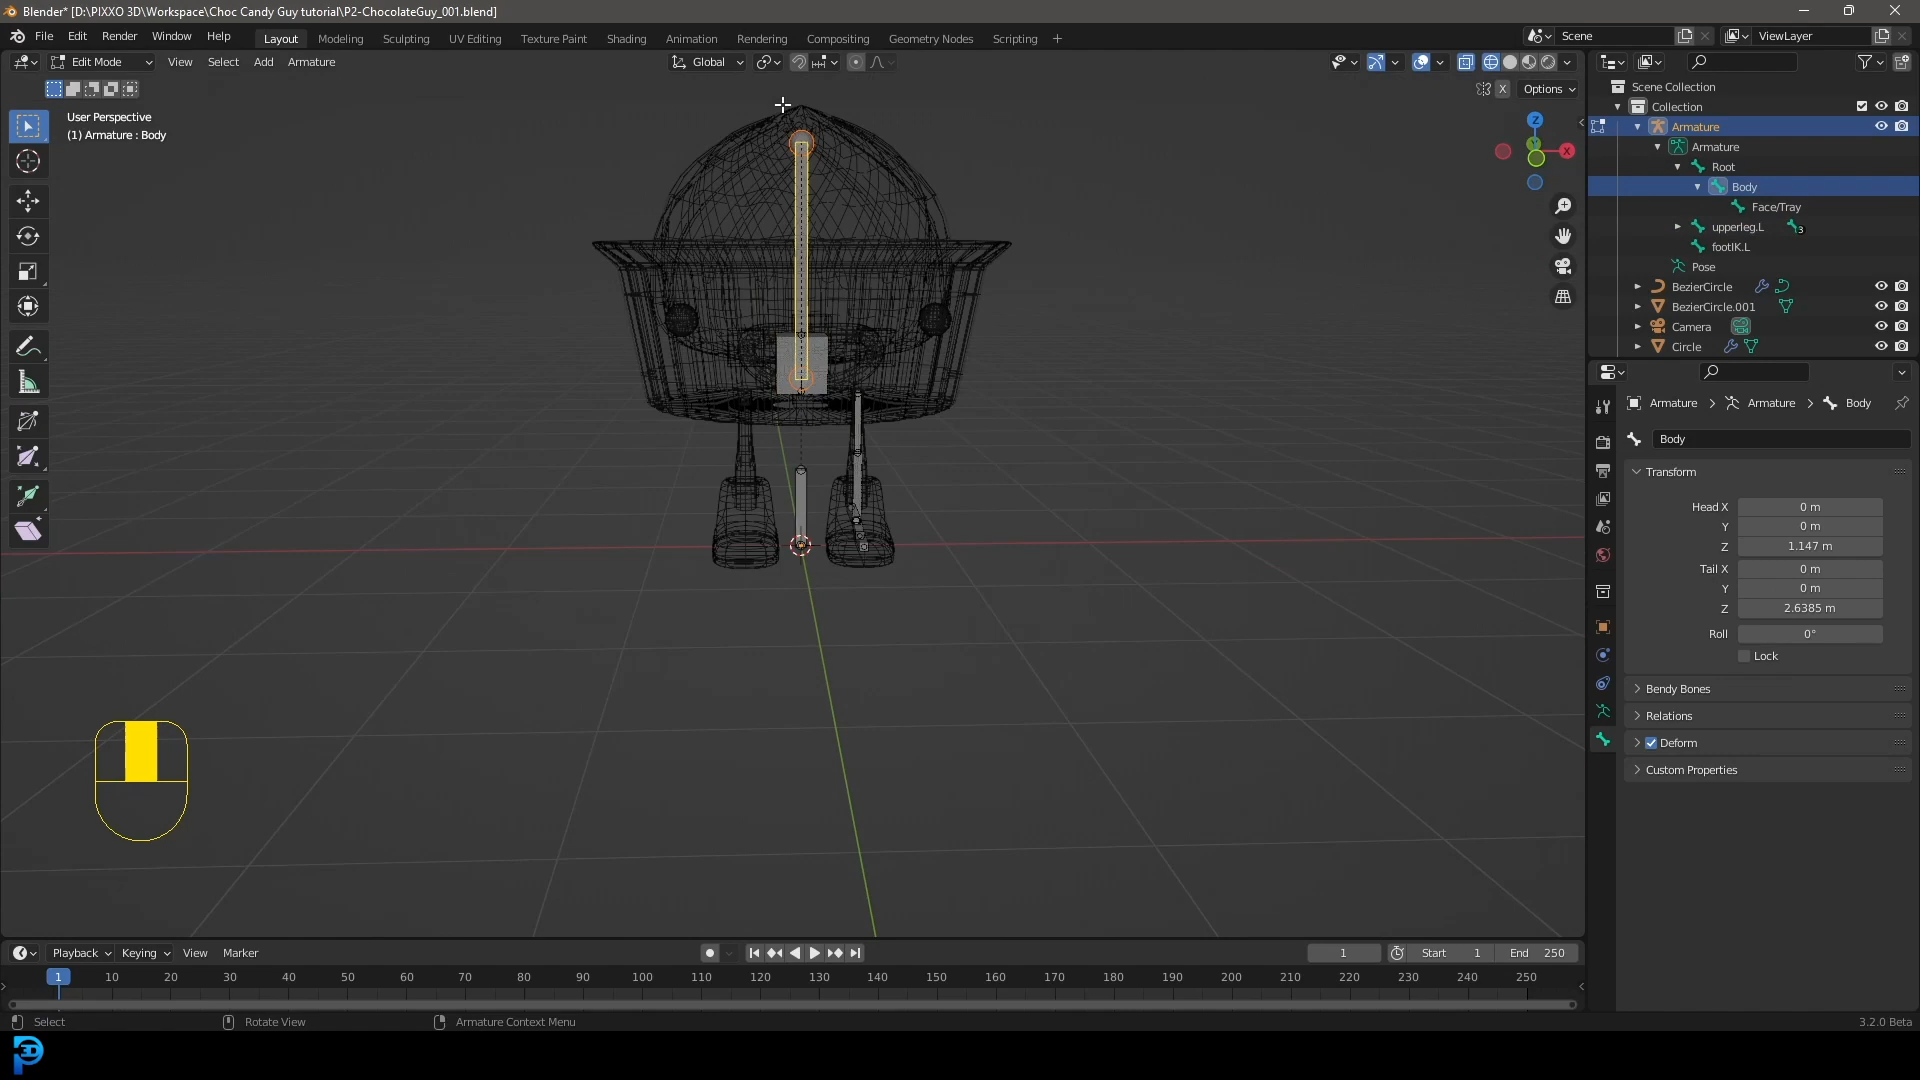 Blender* [D:\PIXXO 3D\Workspace\Choc Candy Guy tutorial\P2-ChocolateGuy_001.blend]
File Edit Render Window Help Layout Modeling Sculpting UV Editing Texture Paint Shading Animation Rendering Compositing Geometry Nodes Scripting + Scene ViewLayer
Edit Mode View Select Add Armature Global
X Options
User Perspective
(1) Armature : Body
Z
X
Scene Collection
Collection
Armature
Armature
Root
Body
Face/Tray
upperleg.L 3
footIK.L
Pose
BezierCircle
BezierCircle.001
Camera
Circle
Armature > Armature > Body
Body
Transform
Head X 0 m
Y 0 m
Z 1.147 m
Tail X 0 m
Y 0 m
Z 2.6385 m
Roll 0°
Lock
Bendy Bones
Relations
Deform
Custom Properties
Playback Keying View Marker 1 Start 1 End 250
1 10 20 30 40 50 60 70 80 90 100 110 120 130 140 150 160 170 180 190 200 210 220 230 240 250
Select Rotate View Armature Context Menu 3.2.0 Beta
3D